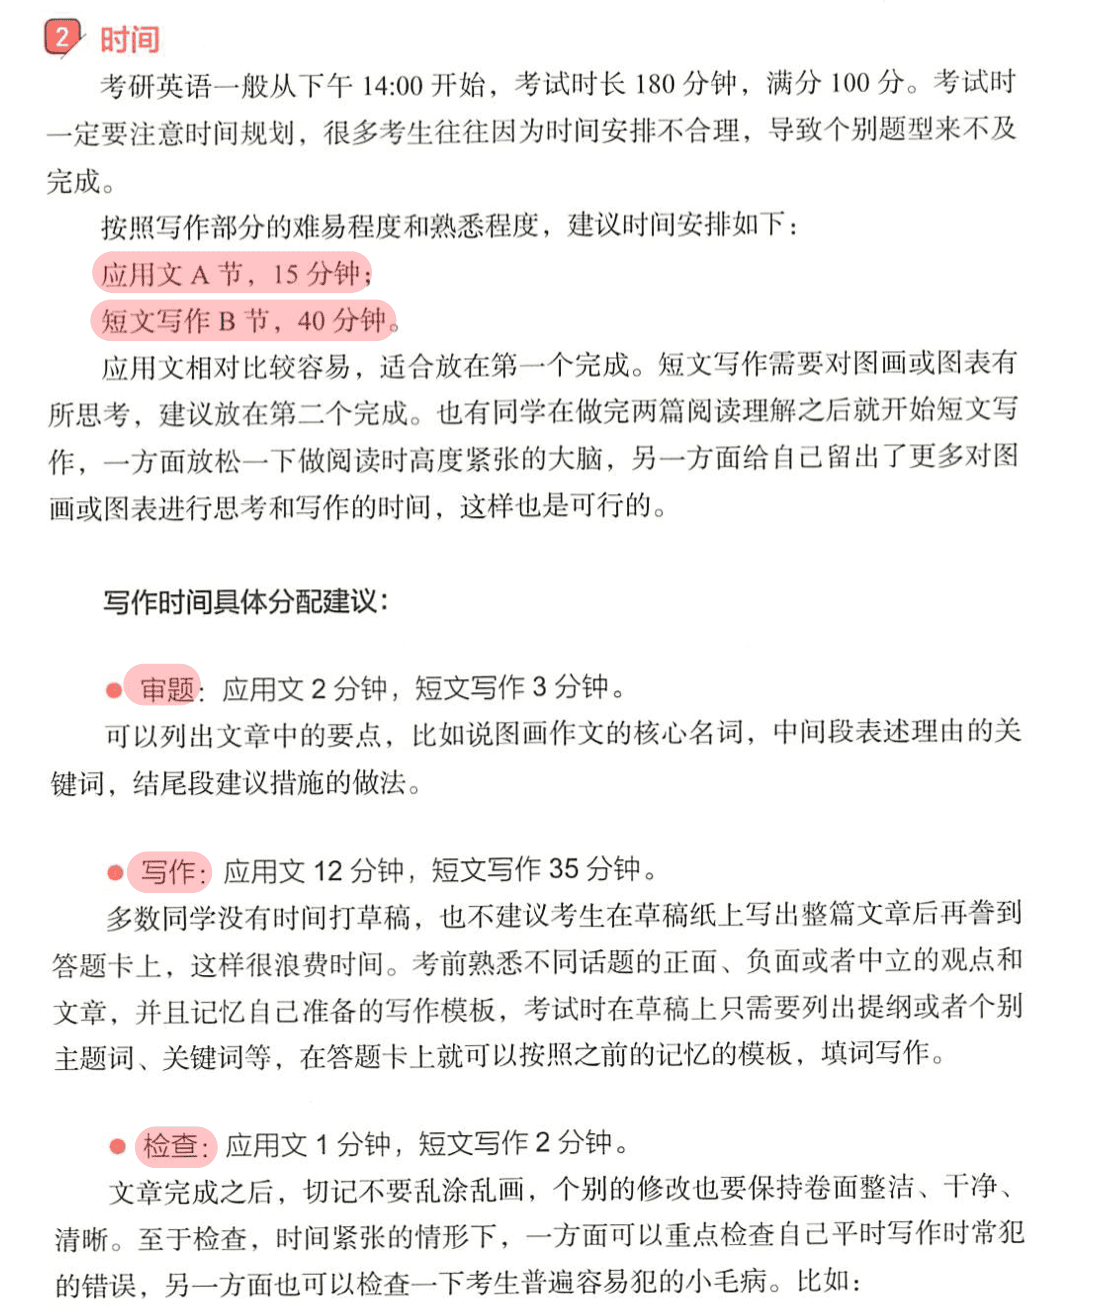 2 时间
考研英语一般从下午 14:00 开始，考试时长 180 分钟，满分 100 分。考试时
一定要注意时间规划，很多考生往往因为时间安排不合理，导致个别题型来不及
完成。
按照写作部分的难易程度和熟悉程度，建议时间安排如下：
应用文 A 节，15 分钟；
短文写作 B 节，40 分钟。
应用文相对比较容易，适合放在第一个完成。短文写作需要对图画或图表有
所思考，建议放在第二个完成。也有同学在做完两篇阅读理解之后就开始短文写
作，一方面放松一下做阅读时高度紧张的大脑，另一方面给自己留出了更多对图
画或图表进行思考和写作的时间，这样也是可行的。
写作时间具体分配建议：
● 审题：应用文 2 分钟，短文写作 3 分钟。
可以列出文章中的要点，比如说图画作文的核心名词，中间段表述理由的关
键词，结尾段建议措施的做法。
● 写作：应用文 12 分钟，短文写作 35 分钟。
多数同学没有时间打草稿，也不建议考生在草稿纸上写出整篇文章后再誊到
答题卡上，这样很浪费时间。考前熟悉不同话题的正面、负面或者中立的观点和
文章，并且记忆自己准备的写作模板，考试时在草稿上只需要列出提纲或者个别
主题词、关键词等，在答题卡上就可以按照之前的记忆的模板，填词写作。
● 检查：应用文 1 分钟，短文写作 2 分钟。
文章完成之后，切记不要乱涂乱画，个别的修改也要保持卷面整洁、干净、
清晰。至于检查，时间紧张的情形下，一方面可以重点检查自己平时写作时常犯
的错误，另一方面也可以检查一下考生普遍容易犯的小毛病。比如：